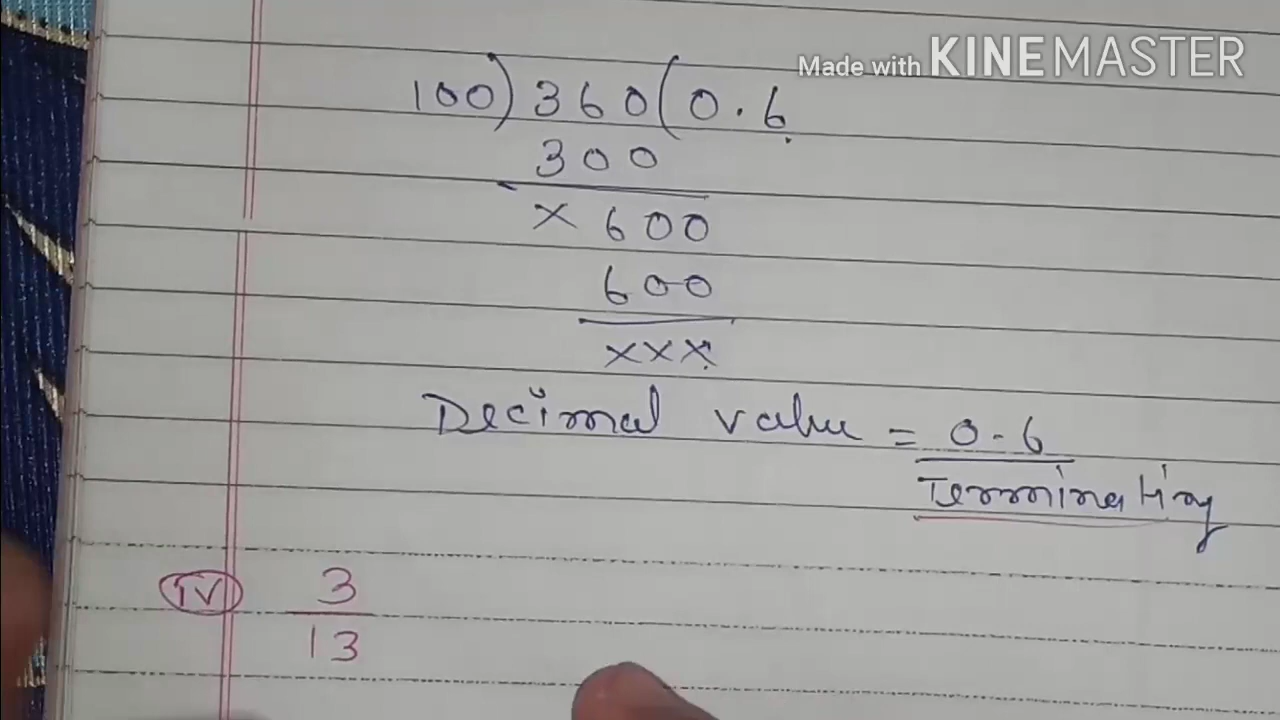 Made with KINEMASTER
100) 360 (0.6
300
× 600
600
×××
Decimal value = 0.6
Terminating
IV 3
13